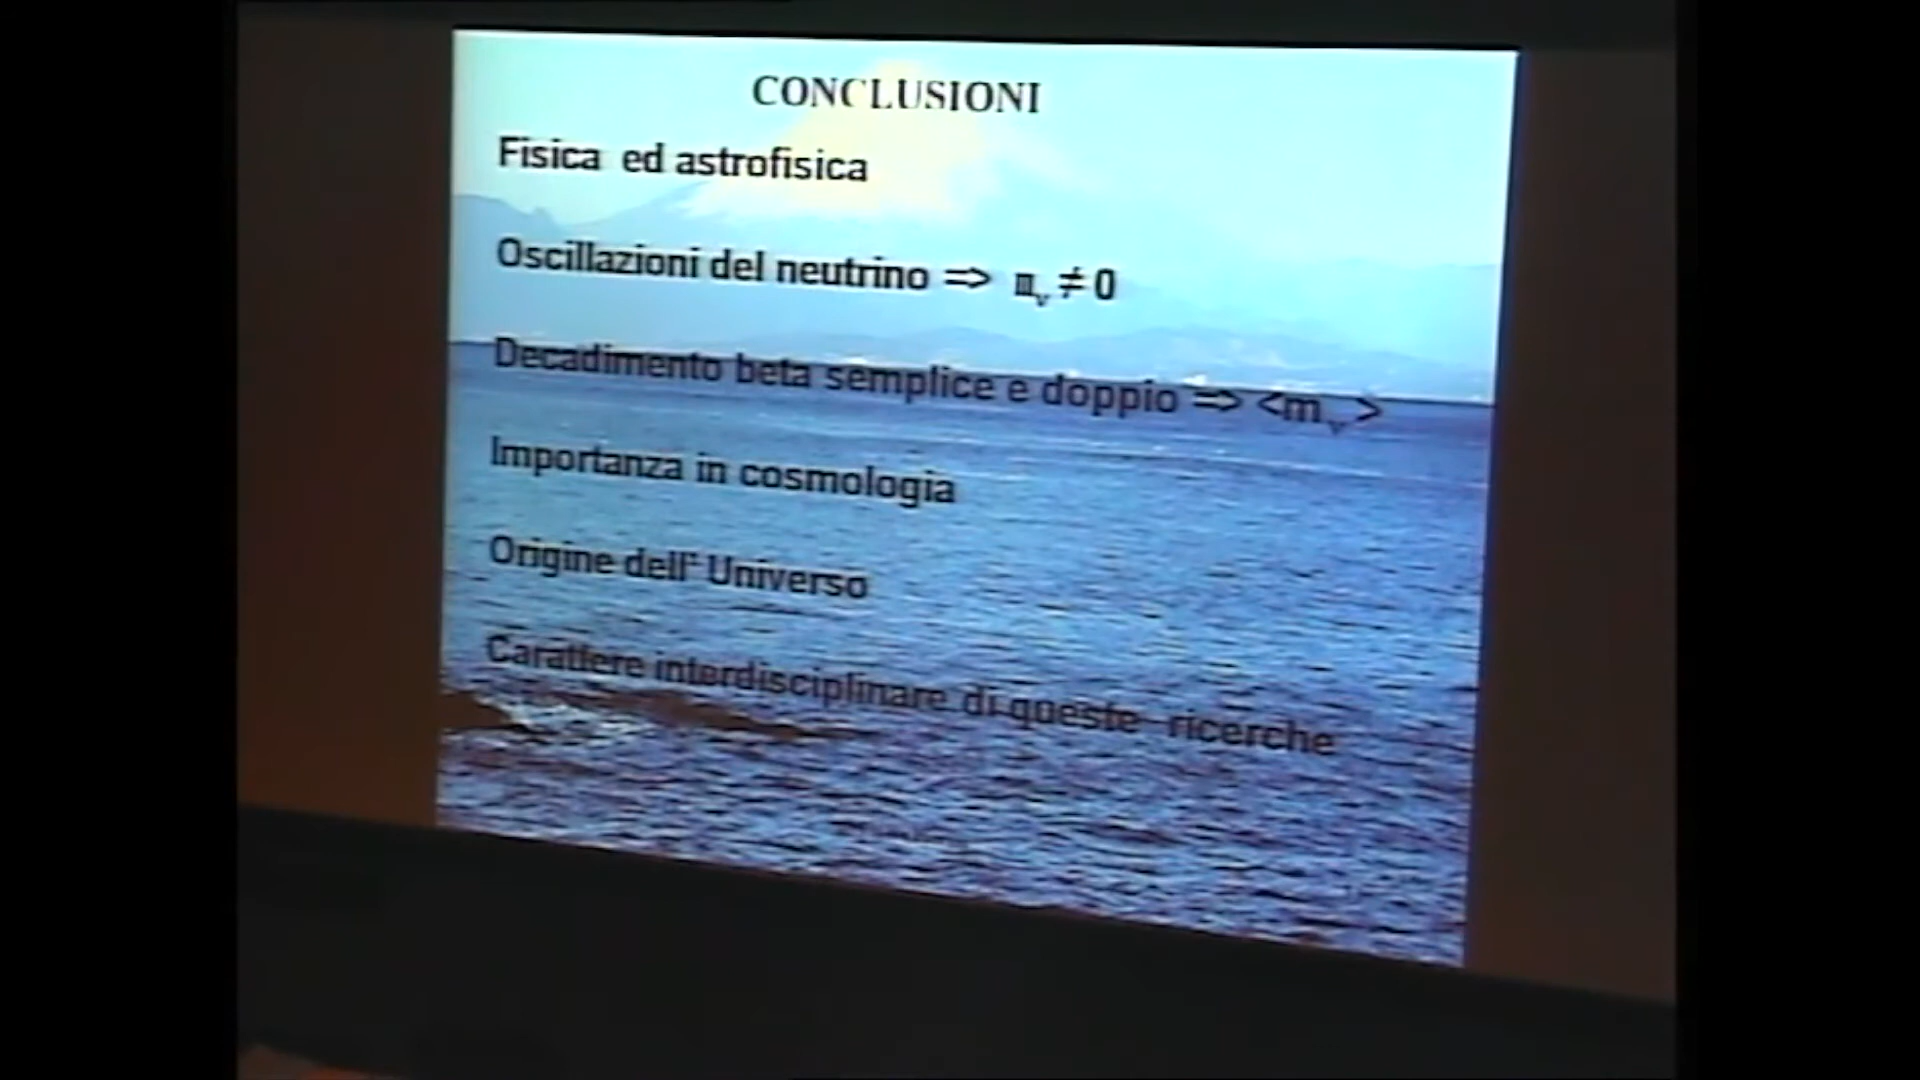 CONCLUSIONI
Fisica ed astrofisica
Oscillazioni del neutrino => mν ≠ 0
Decadimento beta semplice e doppio => <mν>
Importanza in cosmologia
Origine dell' Universo
Carattere interdisciplinare di queste ricerche